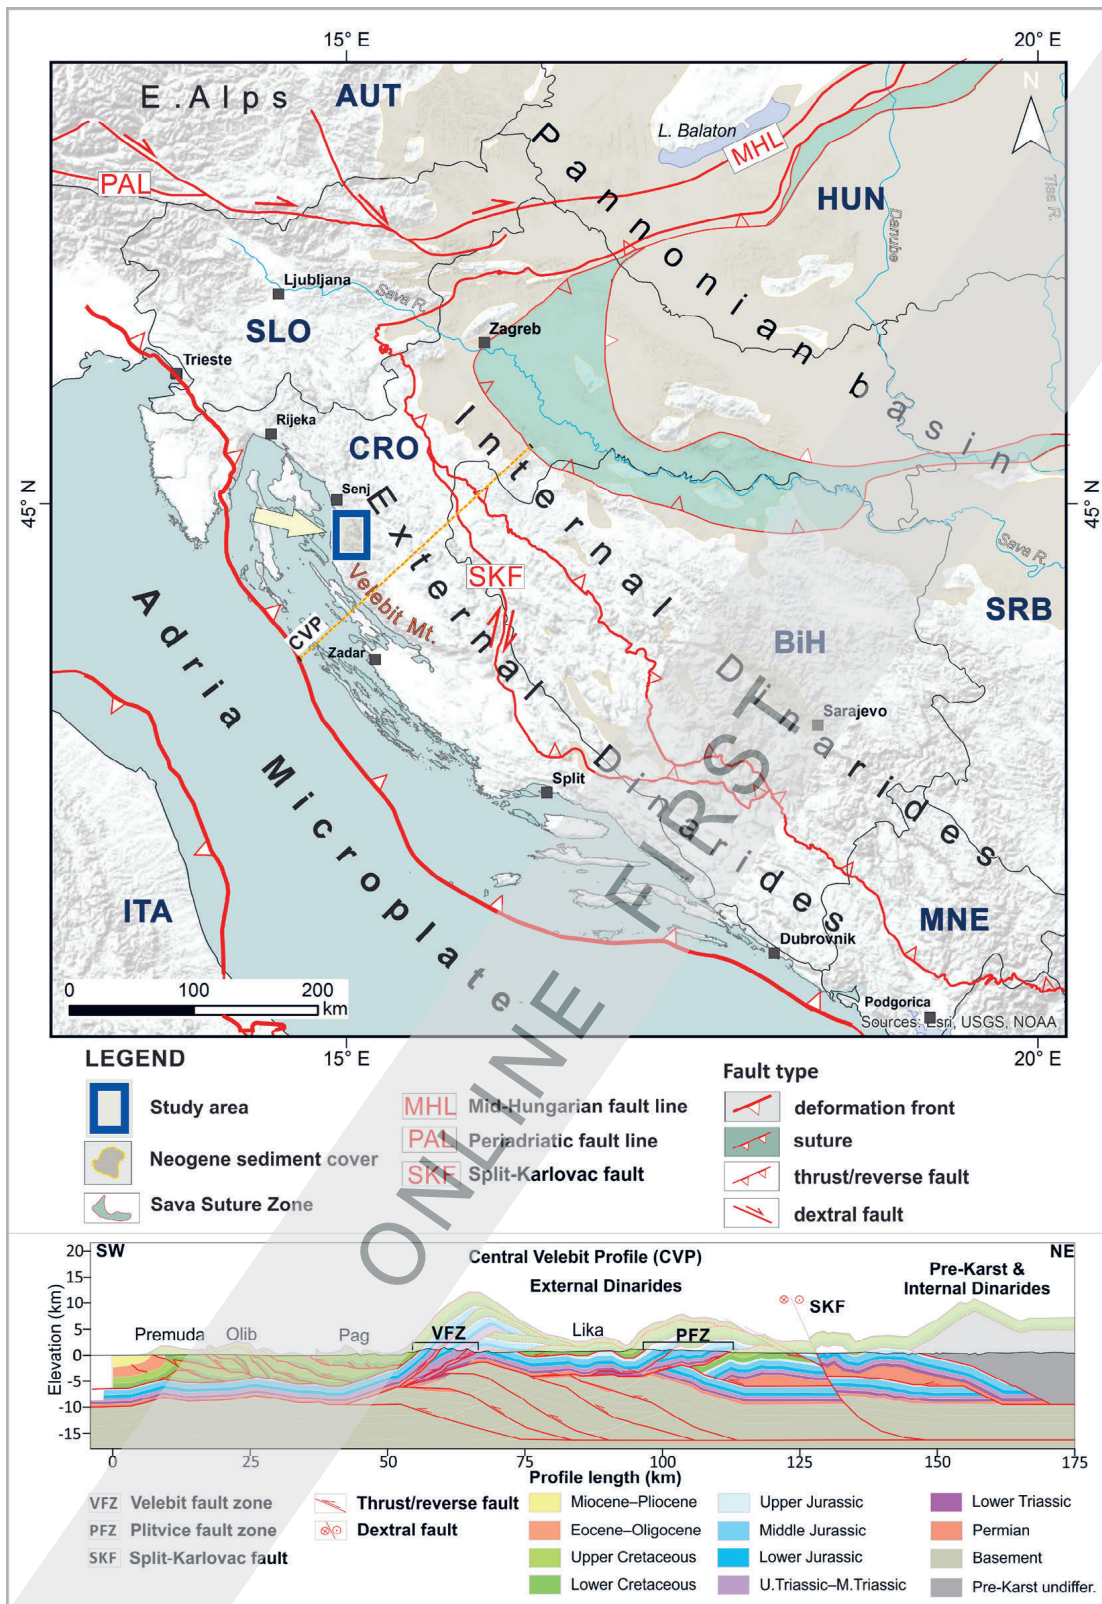 15° E
20° E
E.Alps
AUT
L. Balaton
MHL
N
PAL
HUN
Danube
Tisa R.
Pannonian basin
Ljubljana
Sava R.
SLO
Zagreb
Trieste
Rijeka
CRO
Senj
45° N
45° N
Internal
External
SKF
Sava R.
Velebit Mt.
SRB
BiH
CVP
Zadar
Dinarides
Sarajevo
Adria Microplate
Split
Dinarides
ITA
MNE
Dubrovnik
0 100 200
km
Podgorica
Sources: Esri, USGS, NOAA
15° E
20° E
ONLINE FIRST
LEGEND
Study area
Neogene sediment cover
Sava Suture Zone
MHL Mid-Hungarian fault line
PAL Periadriatic fault line
SKF Split-Karlovac fault
Fault type
deformation front
suture
thrust/reverse fault
dextral fault
SW
Central Velebit Profile (CVP)
NE
External Dinarides
Pre-Karst &
Internal Dinarides
SKF
Premuda
Olib
Pag
VFZ
Lika
PFZ
Elevation (km)
20
15
10
5
0
-5
-10
-15
0 25 50 75 100 125 150 175
Profile length (km)
VFZ Velebit fault zone
PFZ Plitvice fault zone
SKF Split-Karlovac fault
Thrust/reverse fault
Dextral fault
Miocene–Pliocene
Eocene–Oligocene
Upper Cretaceous
Lower Cretaceous
Upper Jurassic
Middle Jurassic
Lower Jurassic
U.Triassic–M.Triassic
Lower Triassic
Permian
Basement
Pre-Karst undiffer.